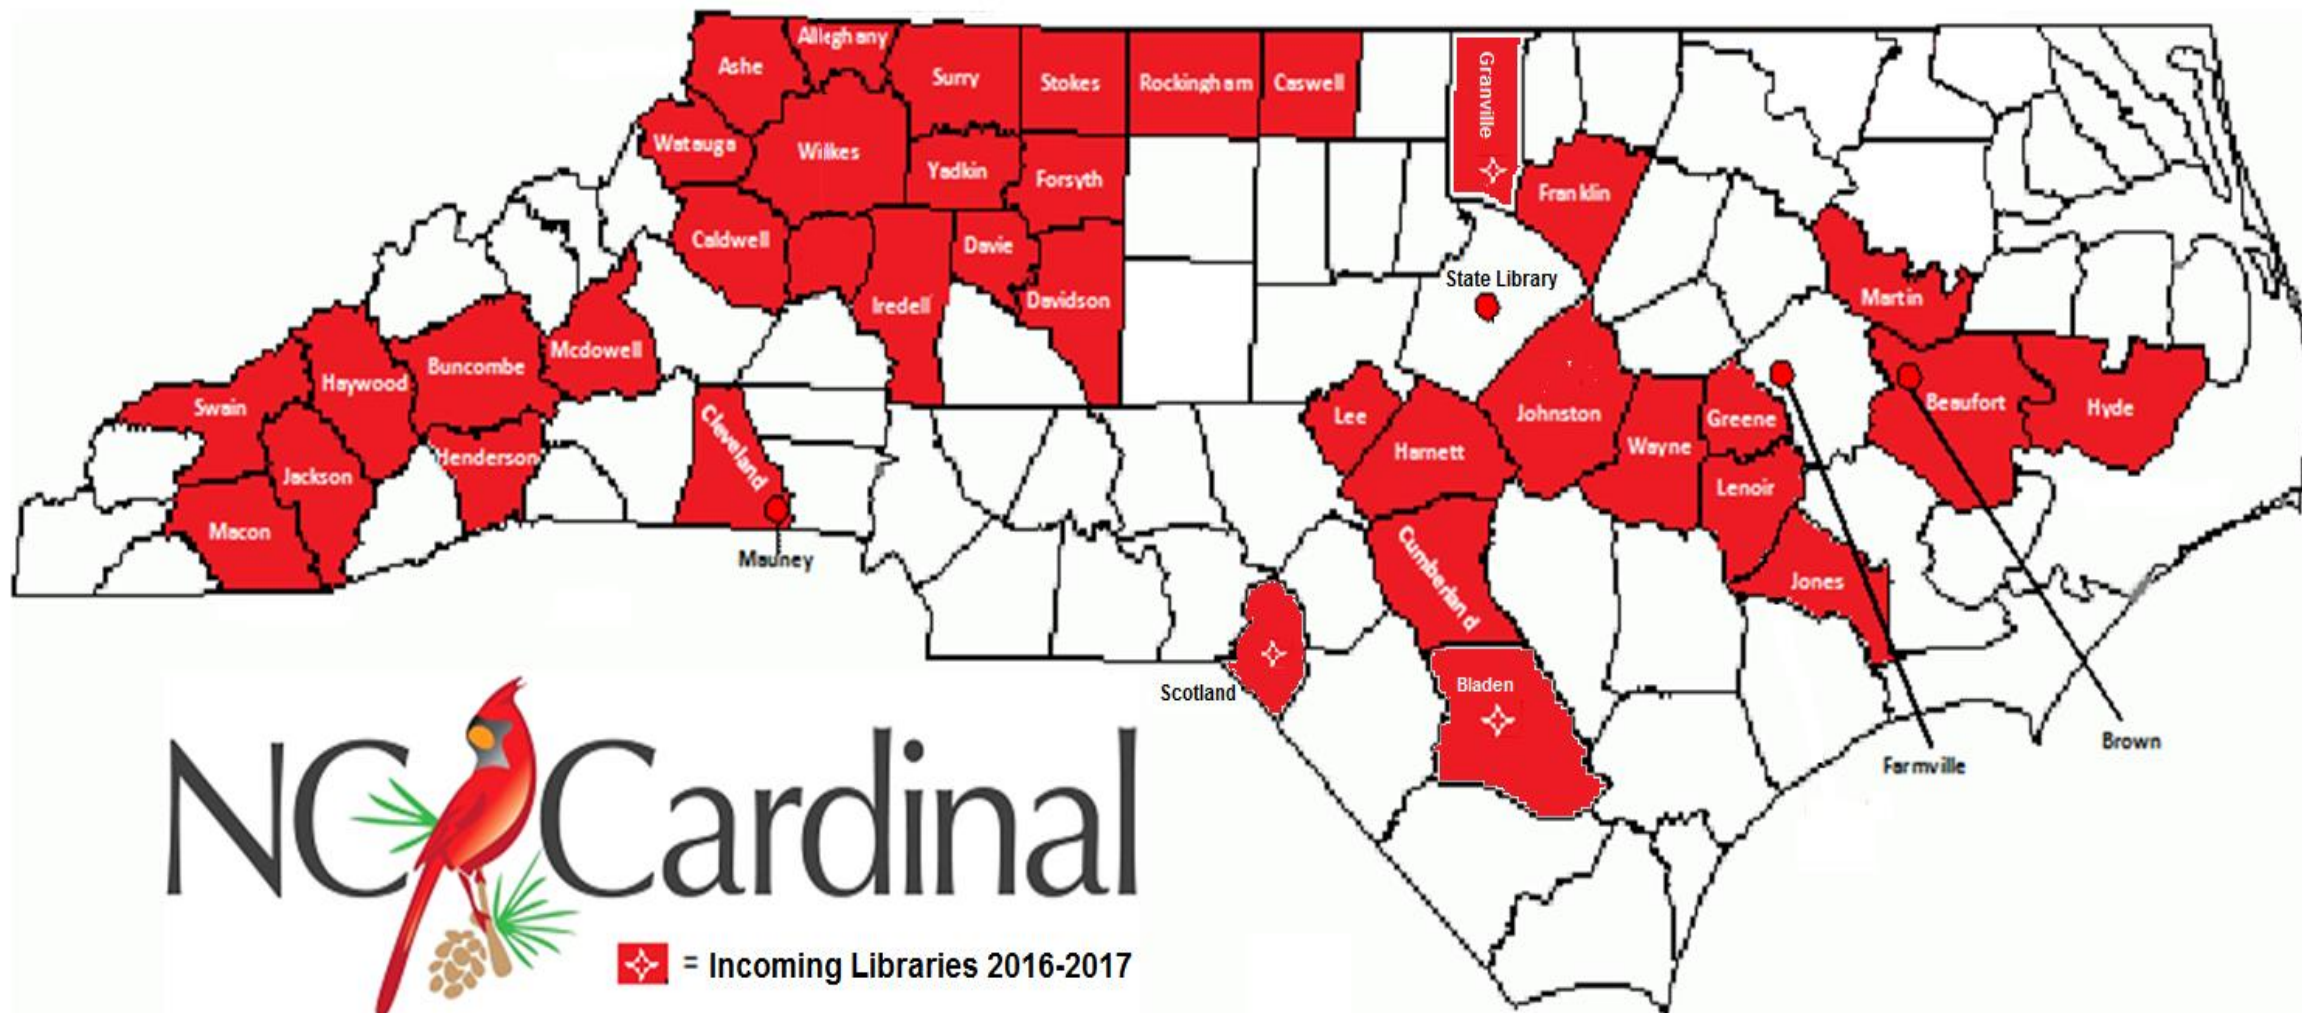 Alleghany
Ashe
Surry
Stokes
Rockingham
Caswell
Granville
Watauga
Wilkes
Yadkin
Forsyth
Franklin
Caldwell
Davie
State Library
Iredell
Davidson
Martin
Mcdowell
Buncombe
Haywood
Swain
Cleveland
Lee
Johnston
Greene
Beaufort
Hyde
Harnett
Wayne
Henderson
Jackson
Lenoir
Macon
Mauney
Cumberland
Jones
Scotland
Bladen
Brown
Farmville
NC Cardinal
= Incoming Libraries 2016-2017